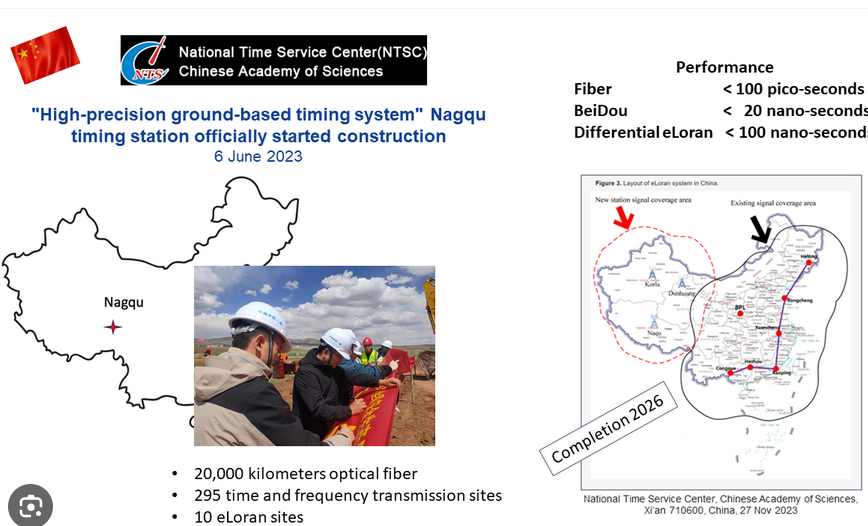 National Time Service Center(NTSC)
Chinese Academy of Sciences
NTS
"High-precision ground-based timing system" Nagqu
timing station officially started construction
6 June 2023
Nagqu
• 20,000 kilometers optical fiber
• 295 time and frequency transmission sites
• 10 eLoran sites
Performance
Fiber < 100 pico-seconds
BeiDou < 20 nano-seconds
Differential eLoran < 100 nano-second
Figure 3. Layout of eLoran system in China.
New station signal coverage area
Existing signal coverage area
Korla
Dunhuang
Naqu
BPL
Helong
Rongcheng
Xuancheng
Hezhou
Raoping
Completion 2026
National Time Service Center, Chinese Academy of Sciences,
Xi'an 710600, China, 27 Nov 2023